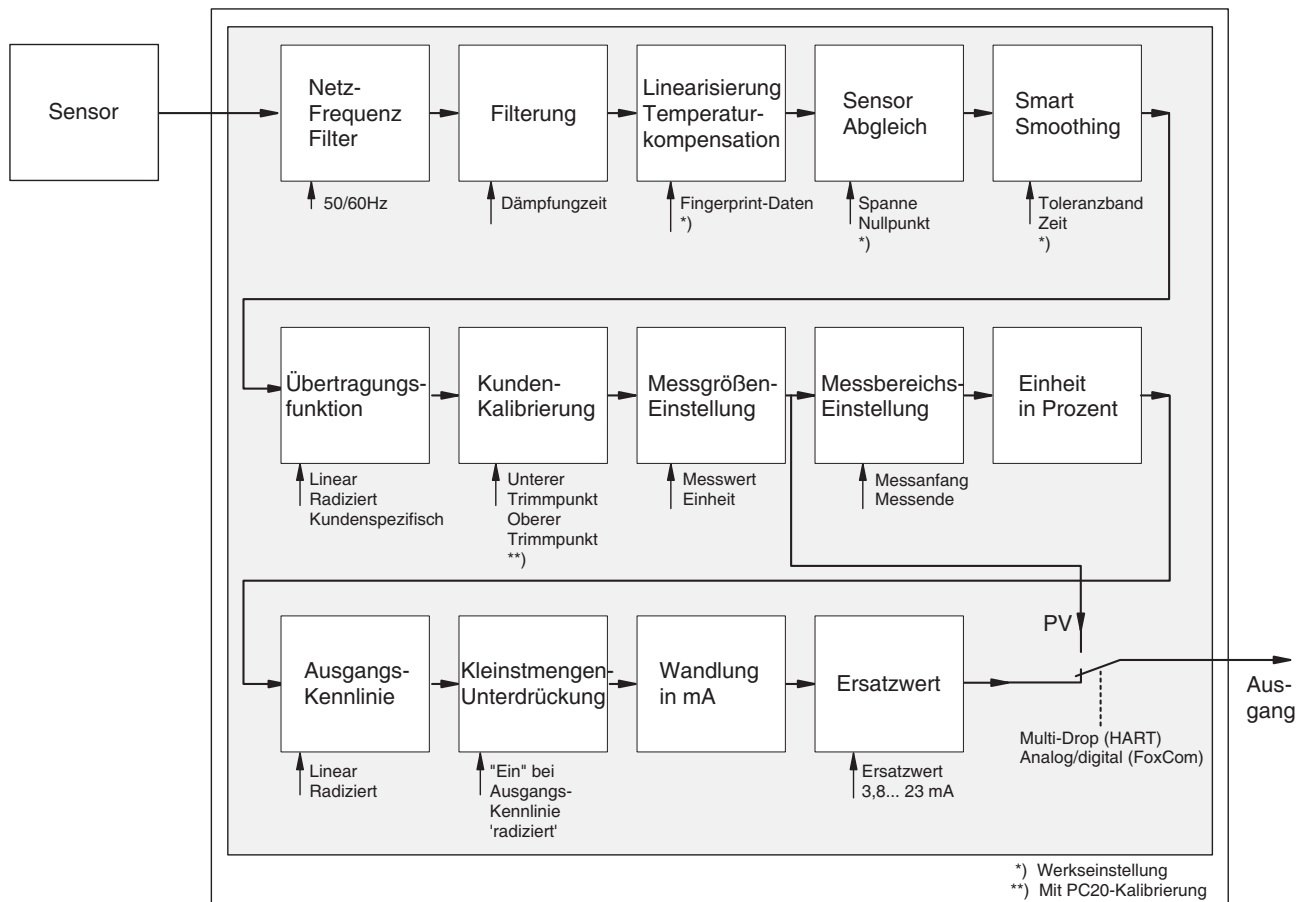 Sensor
Netz-
Frequenz
Filter
Filterung
Linearisierung
Temperatur-
kompensation
Sensor
Abgleich
Smart
Smoothing
50/60Hz
Dämpfungzeit
Fingerprint-Daten
*)
Spanne
Nullpunkt
*)
Toleranzband
Zeit
*)
Übertragungs-
funktion
Kunden-
Kalibrierung
Messgrößen-
Einstellung
Messbereichs-
Einstellung
Einheit
in Prozent
Linear
Radiziert
Kundenspezifisch
Unterer
Trimmpunkt
Oberer
Trimmpunkt
**)
Messwert
Einheit
Messanfang
Messende
PV
Ausgangs-
Kennlinie
Kleinstmengen-
Unterdrückung
Wandlung
in mA
Ersatzwert
Aus-
gang
Linear
Radiziert
"Ein" bei
Ausgangs-
Kennlinie
'radiziert'
Ersatzwert
3,8... 23 mA
Multi-Drop (HART)
Analog/digital (FoxCom)
*) Werkseinstellung
**) Mit PC20-Kalibrierung